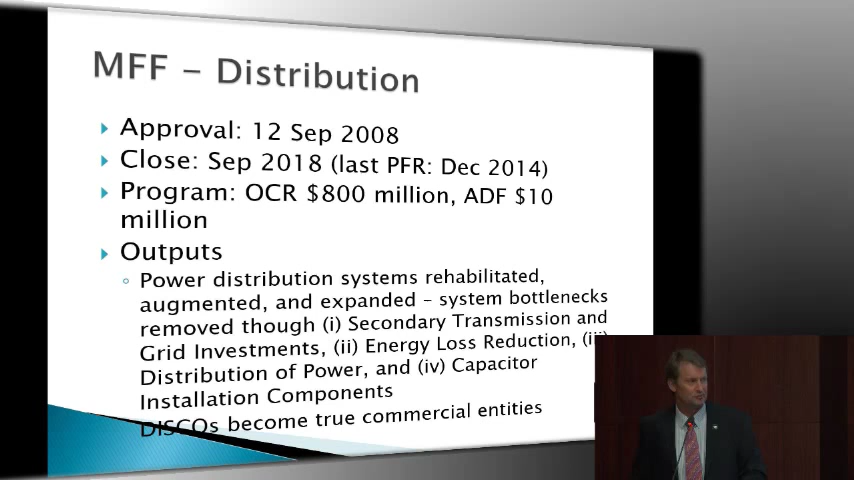 MFF – Distribution
Approval: 12 Sep 2008
Close: Sep 2018 (last PFR: Dec 2014)
Program: OCR $800 million, ADF $10
million
Outputs
Power distribution systems rehabilitated,
augmented, and expanded – system bottlenecks
removed though (i) Secondary Transmission and
Grid Investments, (ii) Energy Loss Reduction, (iii)
Distribution of Power, and (iv) Capacitor
Installation Components
DISCOs become true commercial entities